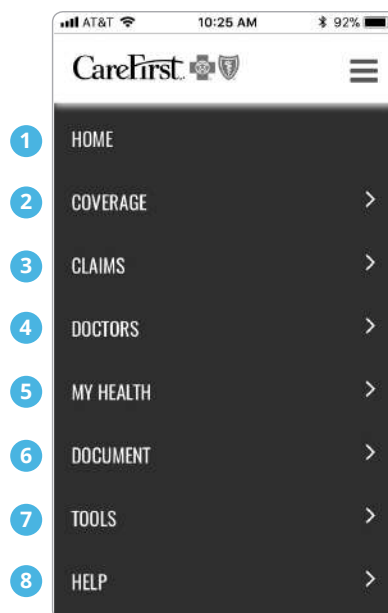 AT&T 10:25 AM 92%
CareFirst
1 HOME
2 COVERAGE
3 CLAIMS
4 DOCTORS
5 MY HEALTH
6 DOCUMENT
7 TOOLS
8 HELP